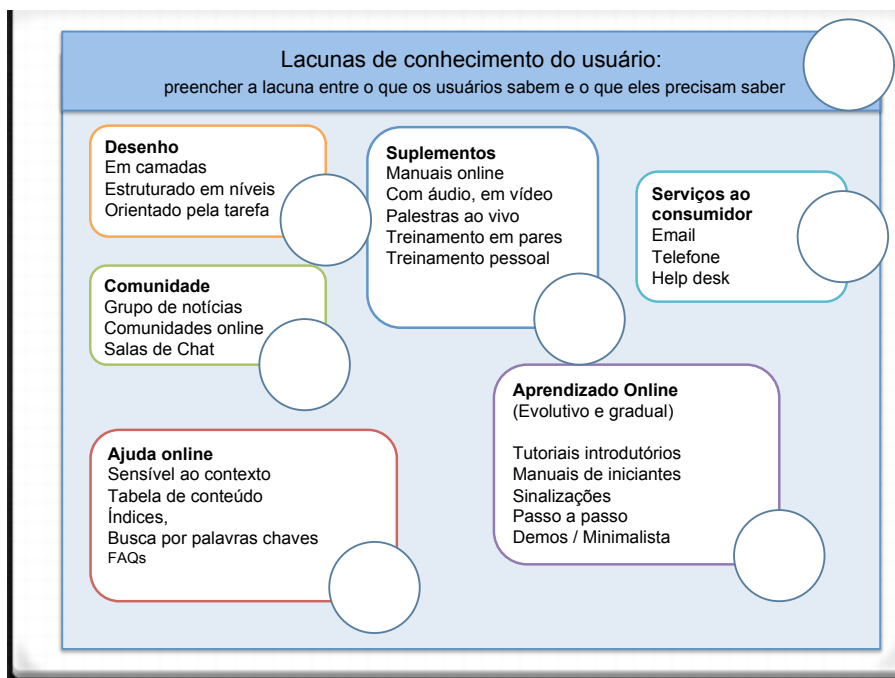 Lacunas de conhecimento do usuário:
preencher a lacuna entre o que os usuários sabem e o que eles precisam saber
Desenho
Em camadas
Estruturado em níveis
Orientado pela tarefa
Suplementos
Manuais online
Com áudio, em vídeo
Palestras ao vivo
Treinamento em pares
Treinamento pessoal
Serviços ao
consumidor
Email
Telefone
Help desk
Comunidade
Grupo de notícias
Comunidades online
Salas de Chat
Aprendizado Online
(Evolutivo e gradual)
Tutoriais introdutórios
Manuais de iniciantes
Sinalizações
Passo a passo
Demos / Minimalista
Ajuda online
Sensível ao contexto
Tabela de conteúdo
Índices,
Busca por palavras chaves
FAQs